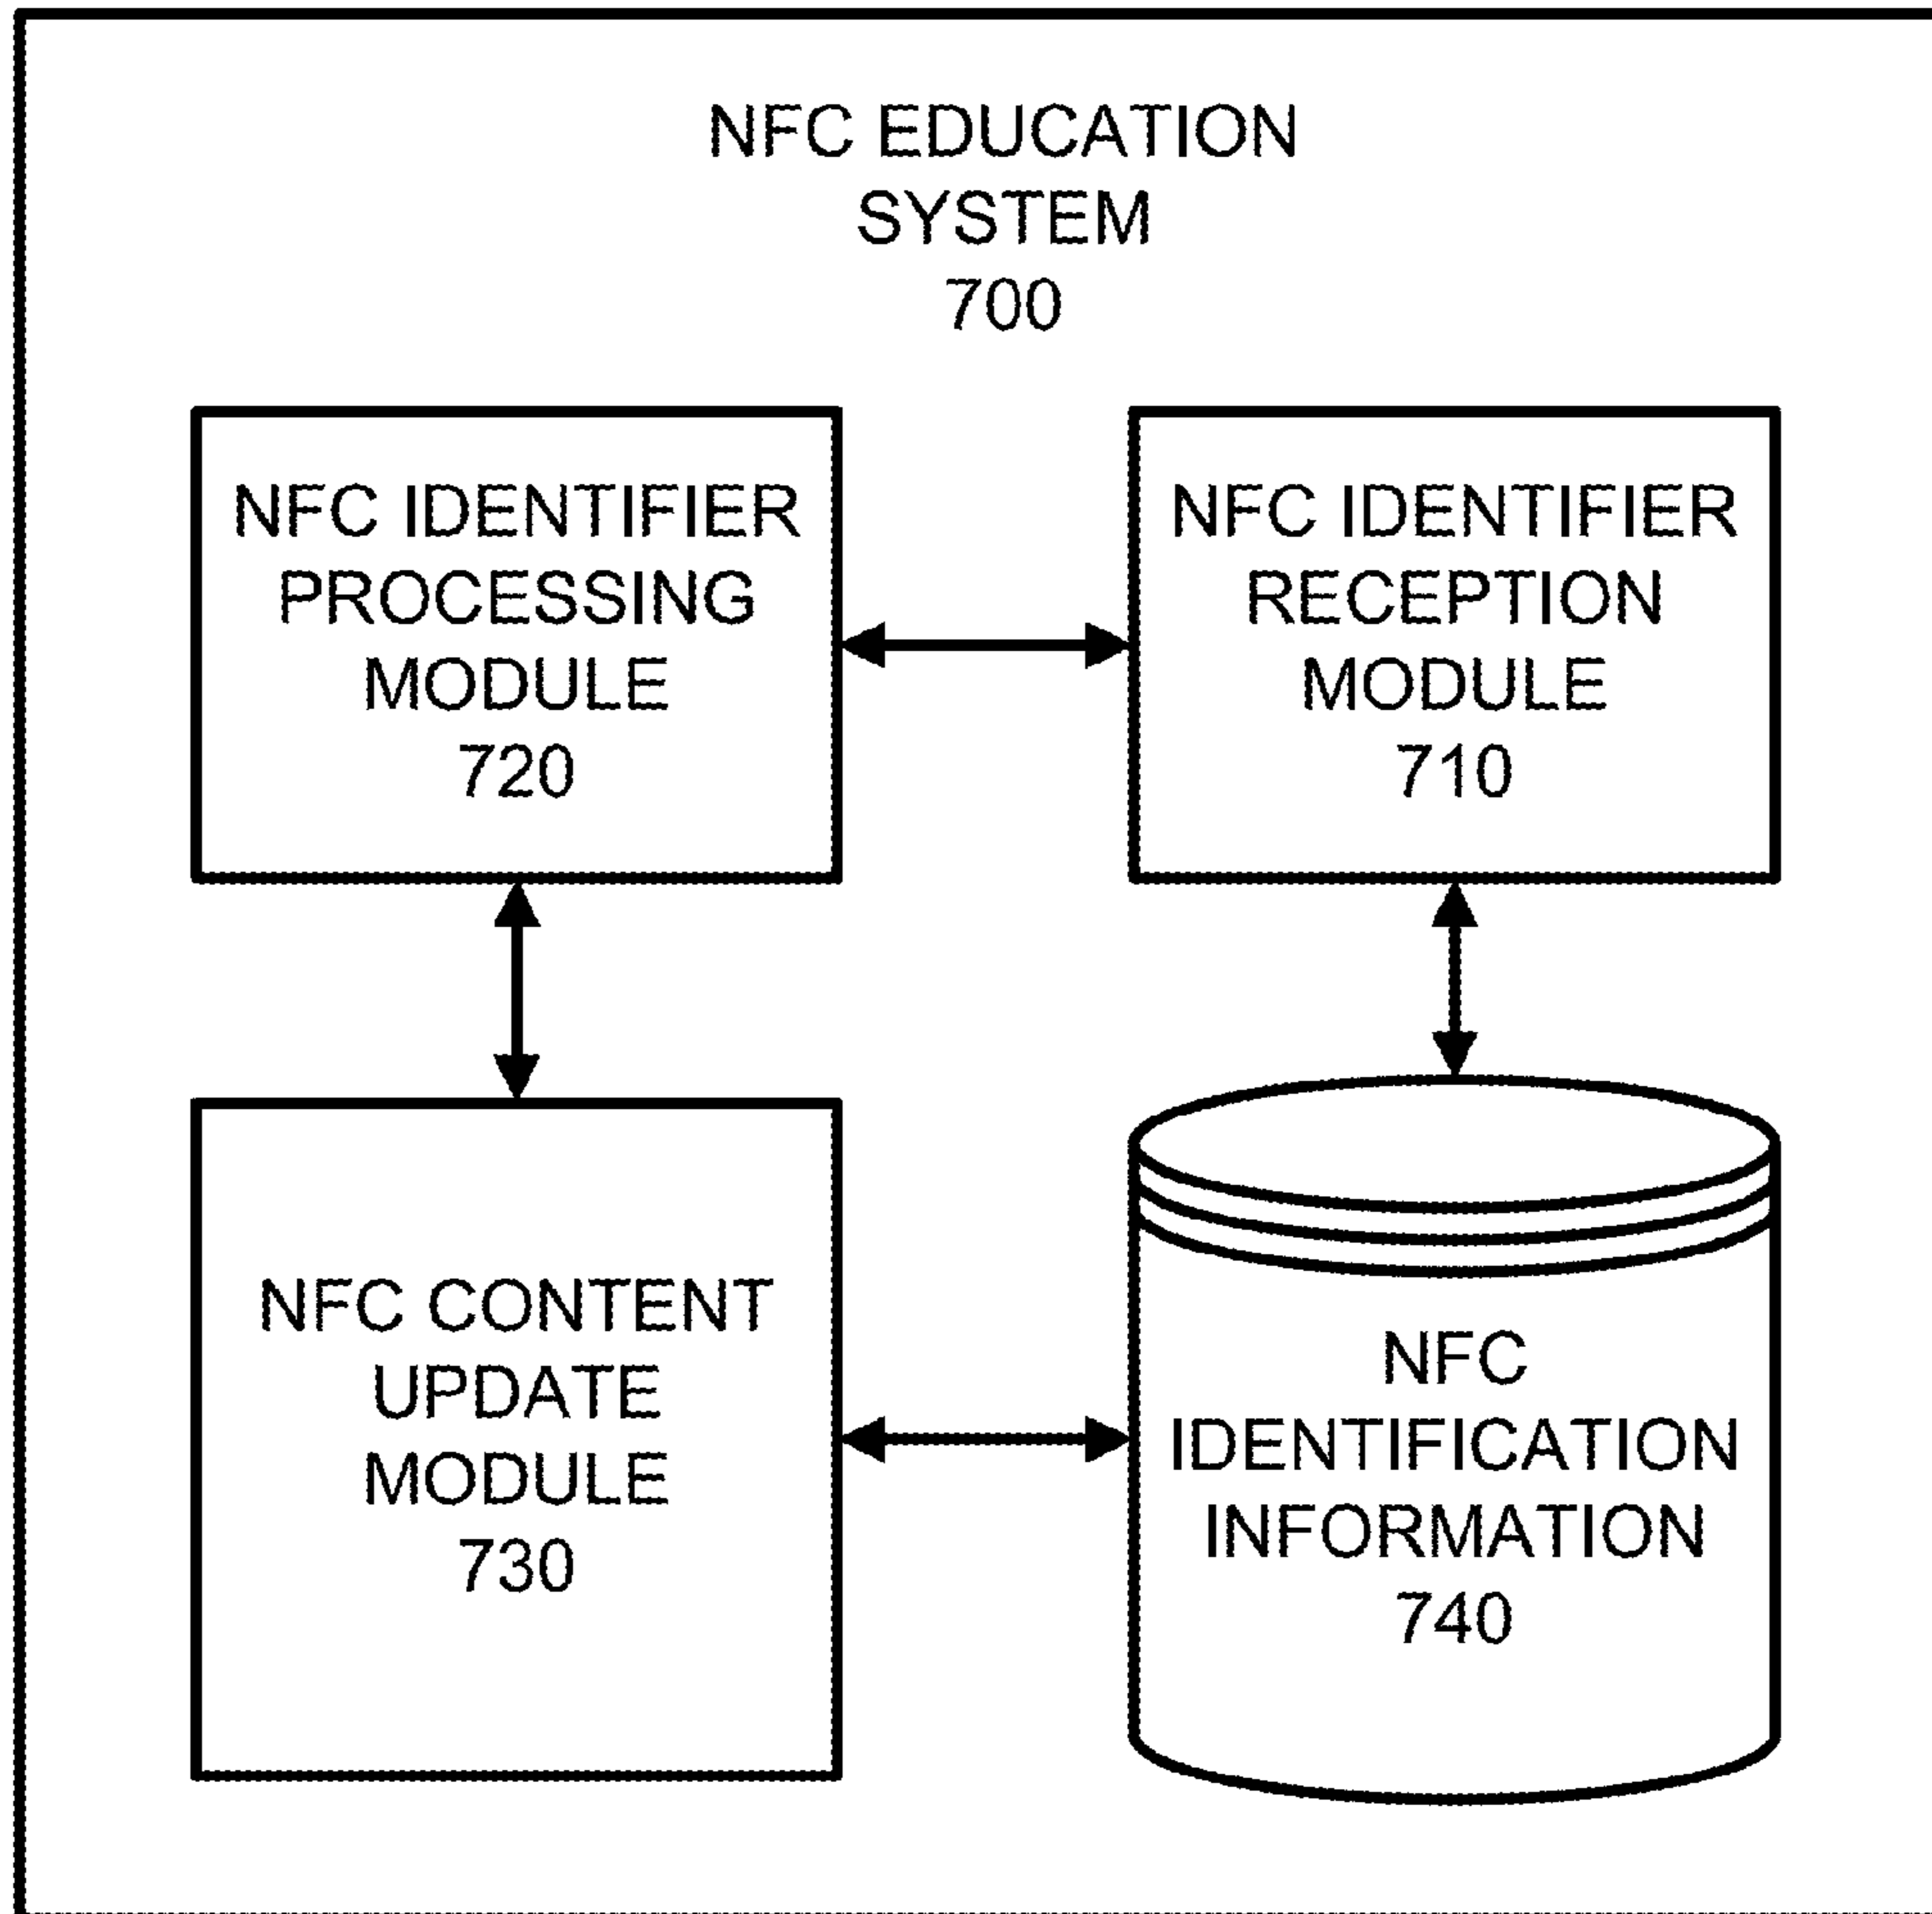 NFC EDUCATION
SYSTEM
700
NFC IDENTIFIER
PROCESSING
MODULE
720
NFC IDENTIFIER
RECEPTION
MODULE
710
NFC CONTENT
UPDATE
MODULE
730
NFC
IDENTIFICATION
INFORMATION
740